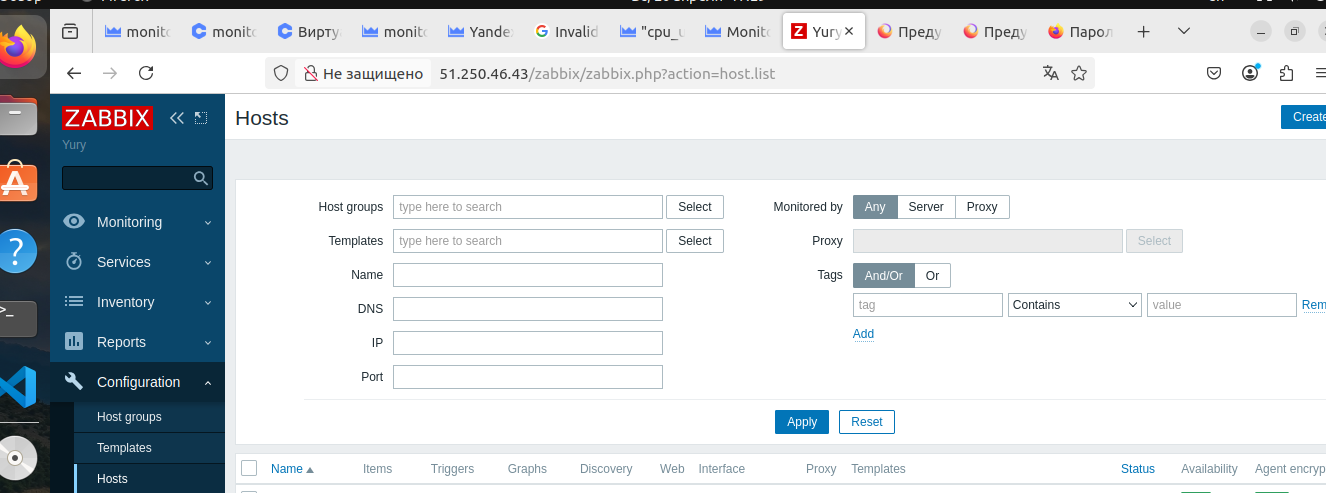 monito
monito
Вирту
monito
Yande
Invalid
"cpu_u
Monito
Z Yury
Преду
Преду
Парол
Не защищено 51.250.46.43/zabbix/zabbix.php?action=host.list
ZABBIX
Yury
Monitoring
Services
Inventory
Reports
Configuration
Host groups
Templates
Hosts
Hosts
Create
Host groups type here to search Select
Templates type here to search Select
Name
DNS
IP
Port
Monitored by Any Server Proxy
Proxy Select
Tags And/Or Or
tag Contains value Rem
Add
Apply Reset
Name Items Triggers Graphs Discovery Web Interface Proxy Templates Status Availability Agent encryp